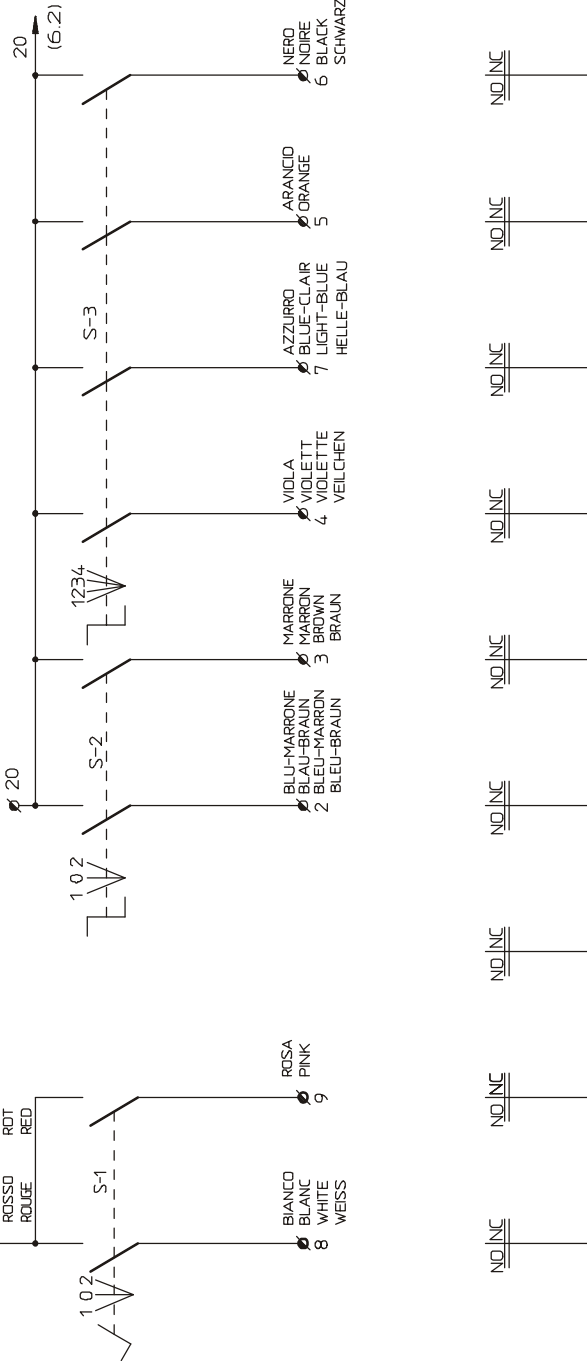 ROSSO
ROUGE
ROT
RED
20
20
(6.2)
1 0 2
S-1
1 0 2
S-2
1234
S-3
8
BIANCO
BLANC
WHITE
WEISS
9
ROSA
PINK
2
BLU-MARRONE
BLAU-BRAUN
BLEU-MARRON
BLEU-BRAUN
3
MARRONE
MARRON
BROWN
BRAUN
4
VIOLA
VIOLETT
VIOLETTE
VEILCHEN
7
AZZURRO
BLUE-CLAIR
LIGHT-BLUE
HELLE-BLAU
5
ARANCIO
ORANGE
6
NERO
NOIRE
BLACK
SCHWARZ
NO NC
NO NC
NO NC
NO NC
NO NC
NO NC
NO NC
NO NC
NO NC